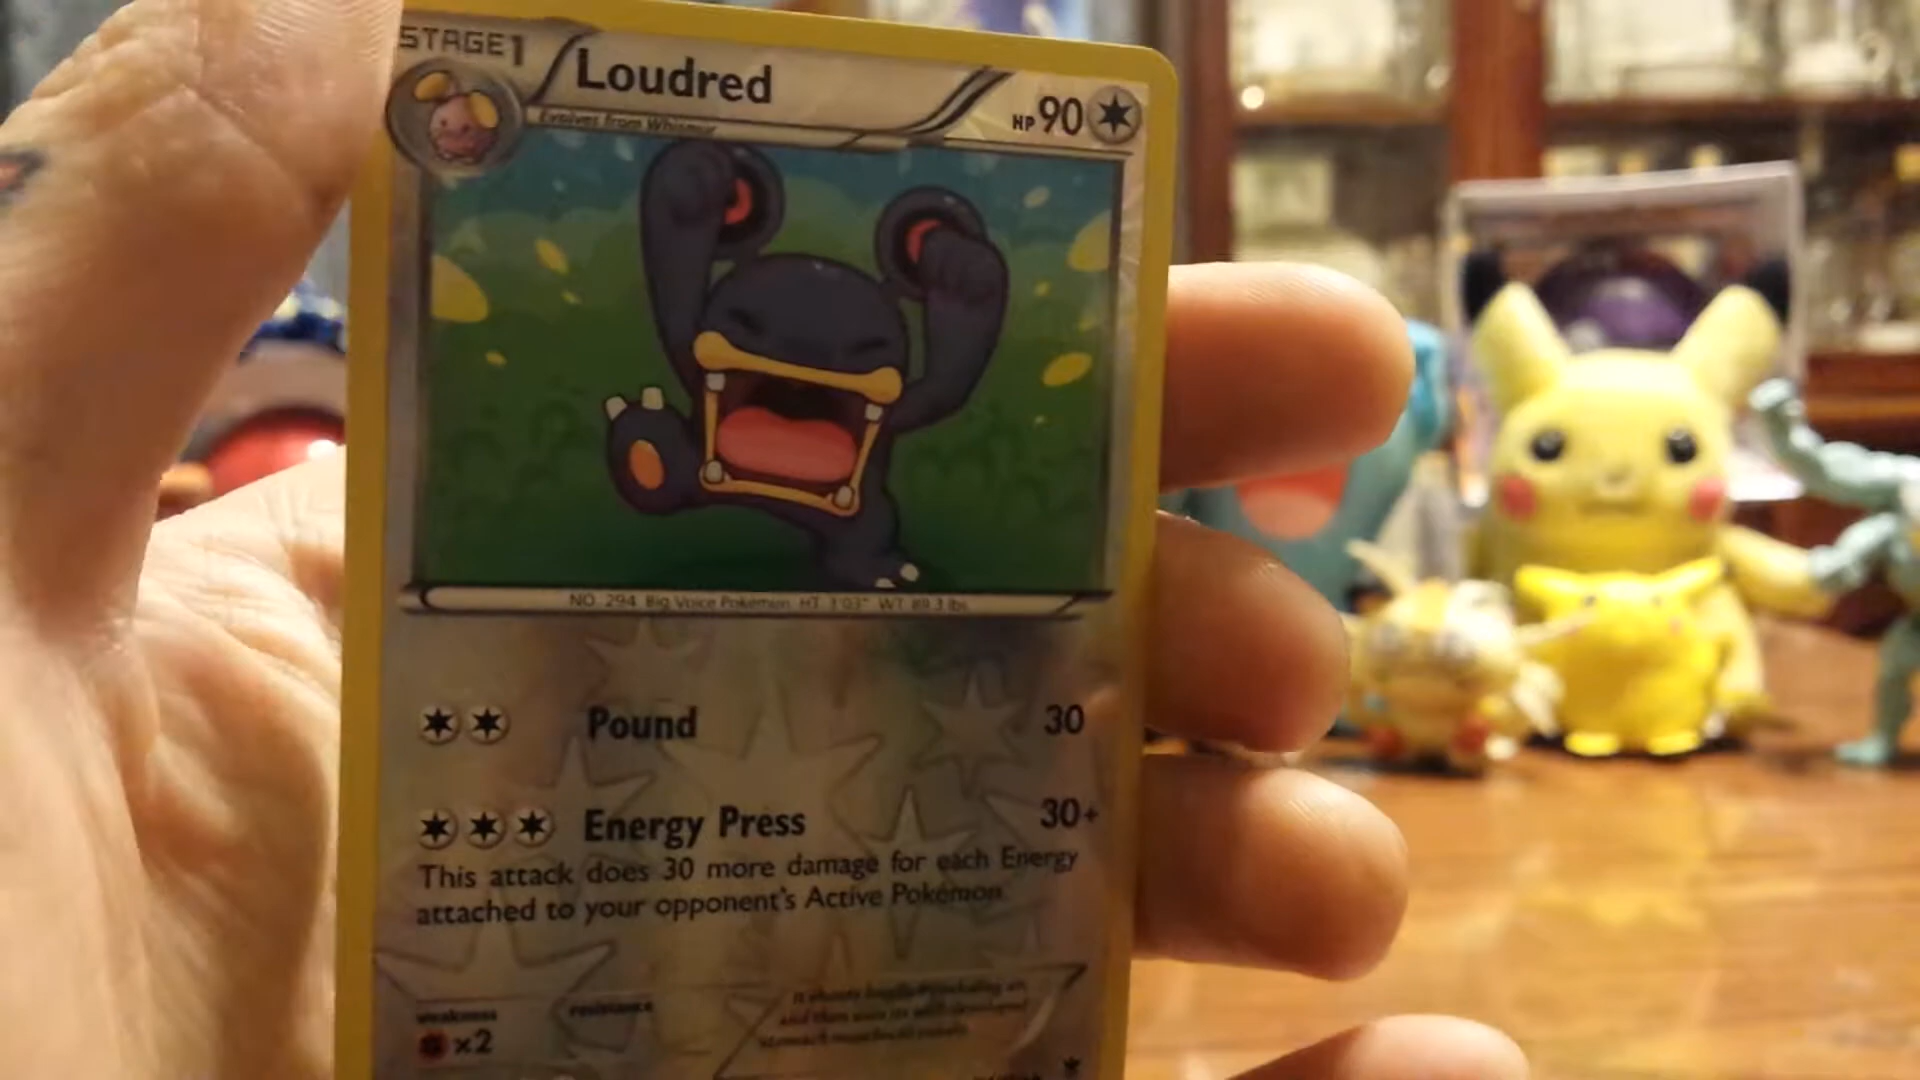 STAGE1
Loudred
HP90
Evolves from Whismur
NO. 294 Big Voice Pokémon HT: 3'03" WT: 89.3 lbs.
Pound 30
Energy Press 30+
This attack does 30 more damage for each Energy
attached to your opponent's Active Pokémon.
weakness resistance
x2